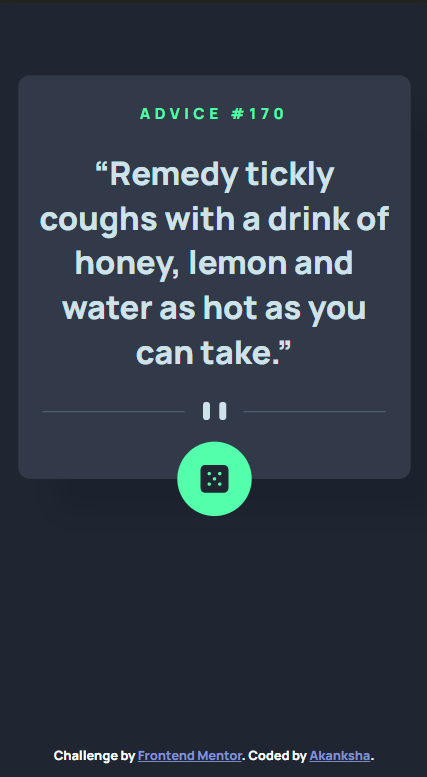 ADVICE #170
“Remedy tickly
coughs with a drink of
honey, lemon and
water as hot as you
can take.”
Challenge by Frontend Mentor. Coded by Akanksha.